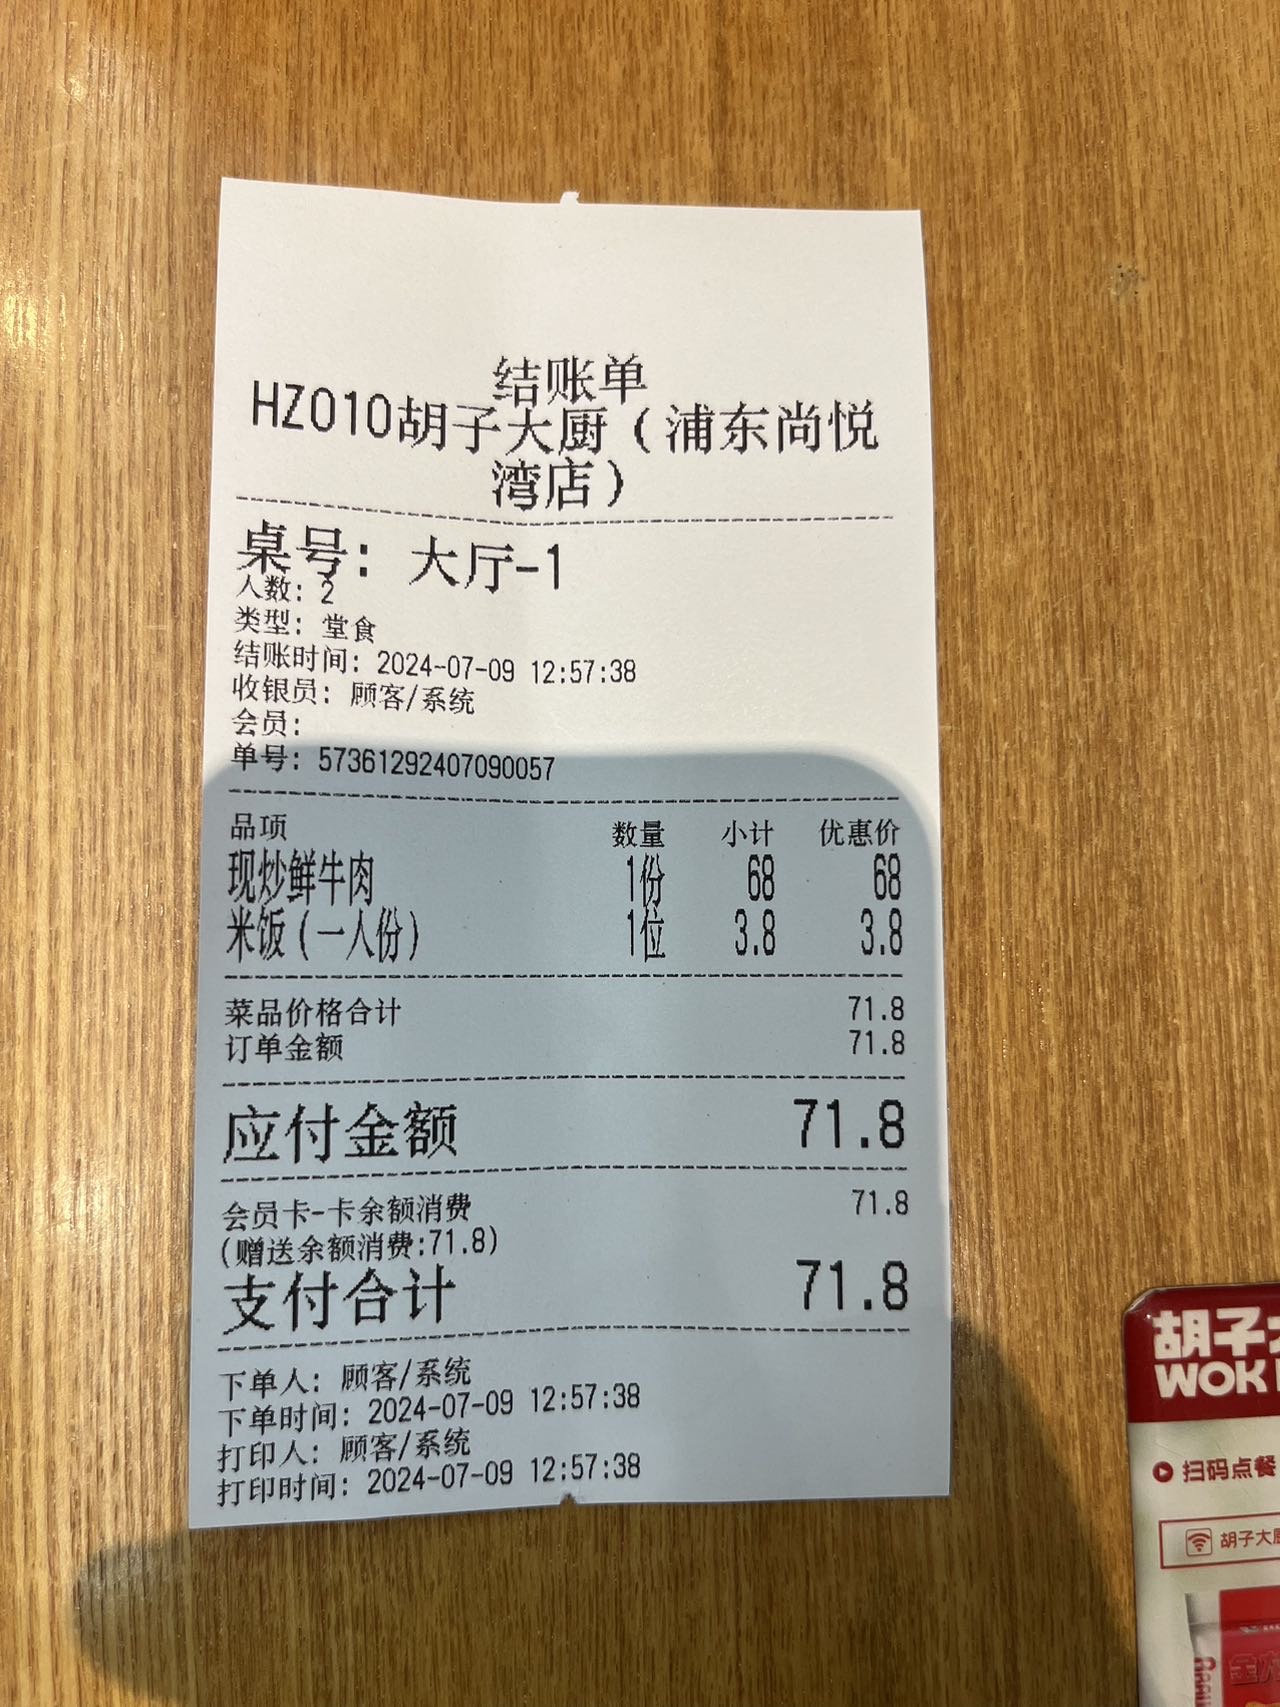 结账单
HZ010胡子大厨（浦东尚悦
湾店）
桌号：大厅-1
人数：2
类型：堂食
结账时间：2024-07-09 12:57:38
收银员：顾客/系统
会员：
单号：57361292407090057
品项 数量 小计 优惠价
现炒鲜牛肉 1份 68 68
米饭（一人份） 1位 3.8 3.8
菜品价格合计 71.8
订单金额 71.8
应付金额 71.8
会员卡-卡余额消费 71.8
(赠送余额消费:71.8)
支付合计 71.8
下单人：顾客/系统
下单时间：2024-07-09 12:57:38
打印人：顾客/系统
打印时间：2024-07-09 12:57:38
胡子
WOK
扫码点餐
胡子大